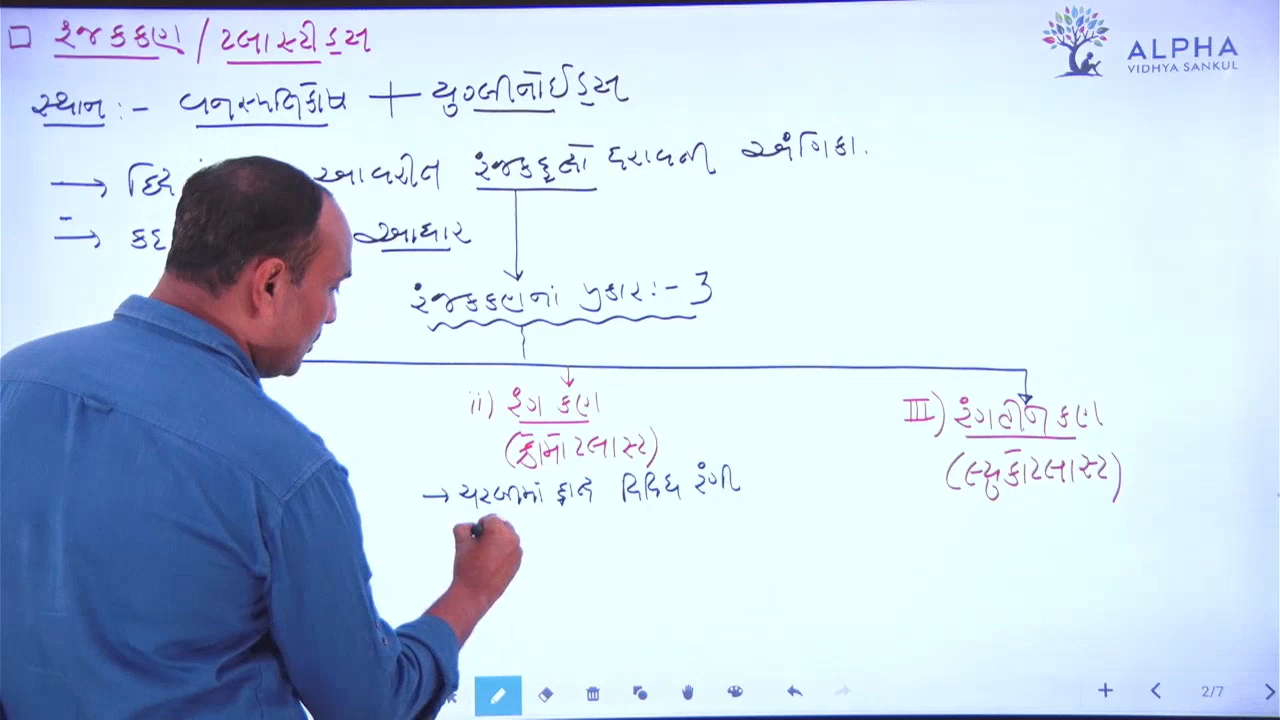 રંજકકણ / પ્લાસ્ટીડ્સ
ALPHA
VIDHYA SANKUL
સ્થાન :- વનસ્પતિકોષ + યુગ્લીનોઈડ્સ
→ દ્વિ આવરીત રંજકદ્રવ્યો ધરાવતી અંગિકા.
→ કદ આધાર
રંજકકણનાં પ્રકાર :- 3
ii) રંગ કણ
(ક્રોમોપ્લાસ્ટ)
→ ચરબીમાં દ્રાવ્ય વિવિધ રંગી
III) રંગહીન કણ
(લ્યુકોપ્લાસ્ટ)
2/7